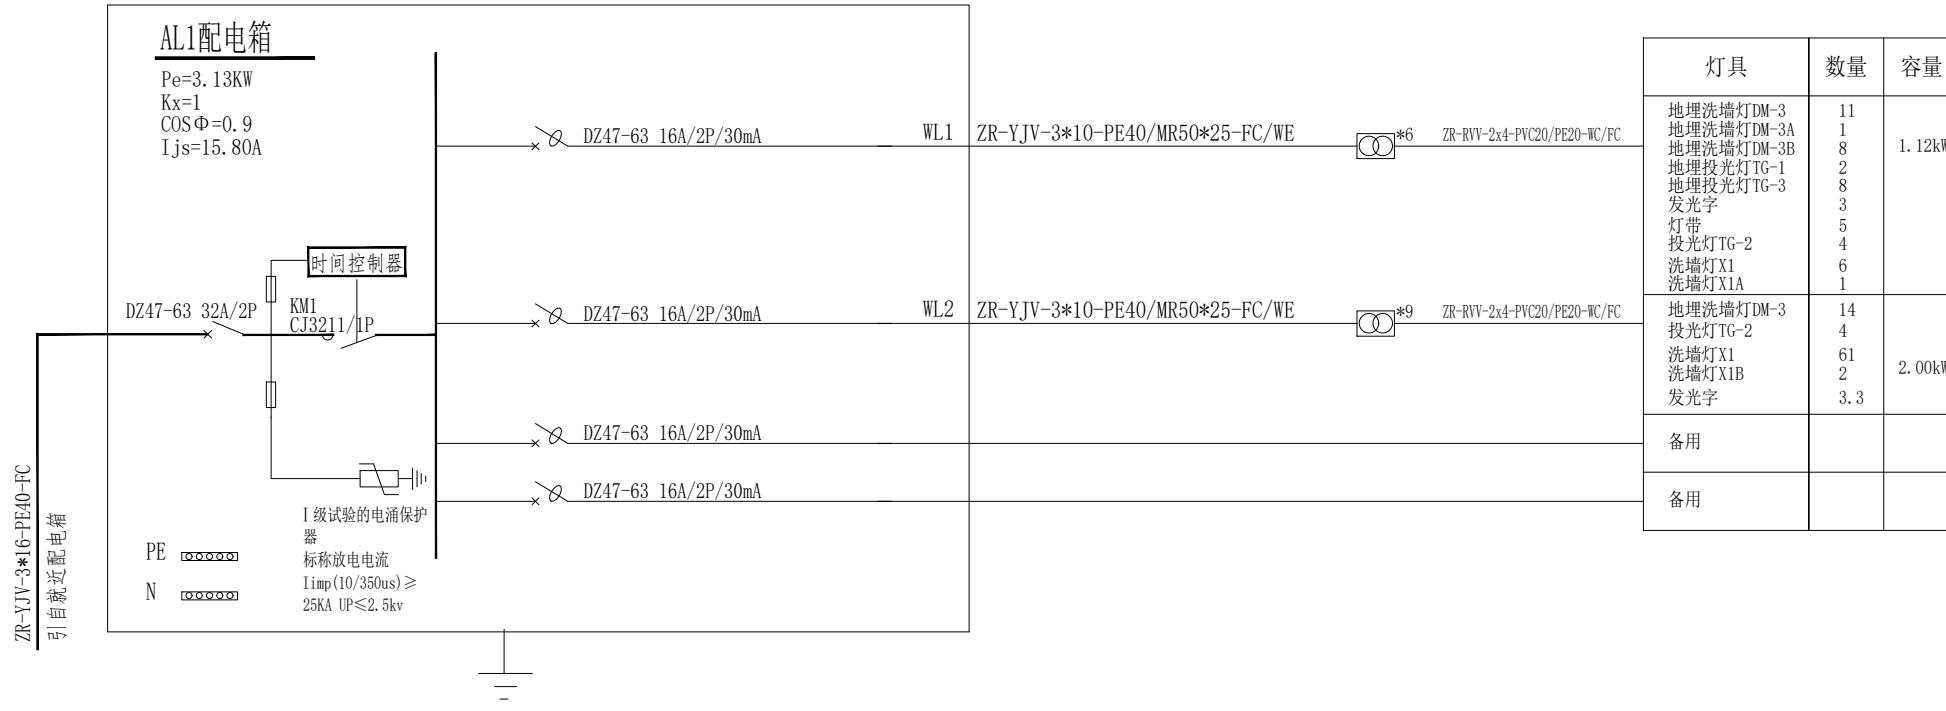 AL1配电箱
Pe=3.13KW
Kx=1
COSΦ=0.9
Ijs=15.80A
DZ47-63 16A/2P/30mA
WL1
ZR-YJV-3*10-PE40/MR50*25-FC/WE
*6
ZR-RVV-2x4-PVC20/PE20-WC/FC
时间控制器
DZ47-63 32A/2P
KM1
CJ3211/1P
DZ47-63 16A/2P/30mA
WL2
ZR-YJV-3*10-PE40/MR50*25-FC/WE
*9
ZR-RVV-2x4-PVC20/PE20-WC/FC
DZ47-63 16A/2P/30mA
DZ47-63 16A/2P/30mA
I级试验的电涌保护
器
标称放电电流
Iimp(10/350us)≥
25KA UP≤2.5kv
PE
N
ZR-YJV-3*16-PE40-FC
引自就近配电箱
灯具 数量 容量
地埋洗墙灯DM-3 11
地埋洗墙灯DM-3A 1
地埋洗墙灯DM-3B 8
地埋投光灯TG-1 2
地埋投光灯TG-3 8
发光字 3
灯带 5
投光灯TG-2 4
洗墙灯X1 6
洗墙灯X1A 1
1.12kW
地埋洗墙灯DM-3 14
投光灯TG-2 4
洗墙灯X1 61
洗墙灯X1B 2
发光字 3.3
2.00kW
备用
备用